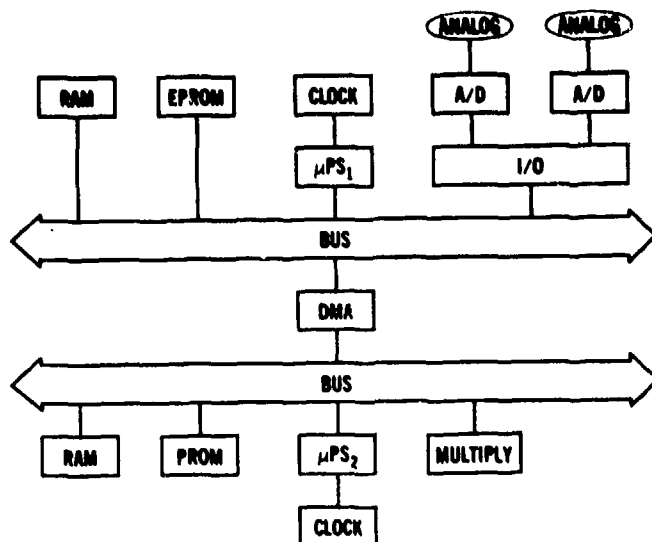 ANALOG ANALOG
RAM EPROM CLOCK A/D A/D
μPS₁ I/O
BUS
DMA
BUS
RAM PROM μPS₂ MULTIPLY
CLOCK